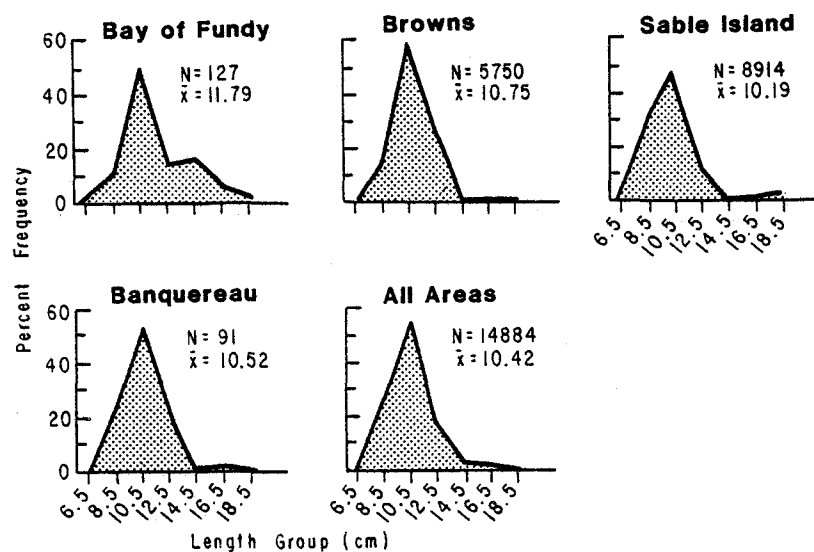 Bay of Fundy
N = 127
x̄ = 11.79
60
40
20
0
Browns
N = 5750
x̄ = 10.75
Sable Island
N = 8914
x̄ = 10.19
6.5
8.5
10.5
12.5
14.5
16.5
18.5
Percent Frequency
Banquereau
N = 91
x̄ = 10.52
60
40
20
0
6.5
8.5
10.5
12.5
14.5
16.5
18.5
All Areas
N = 14884
x̄ = 10.42
6.5
8.5
10.5
12.5
14.5
16.5
18.5
Length Group (cm)